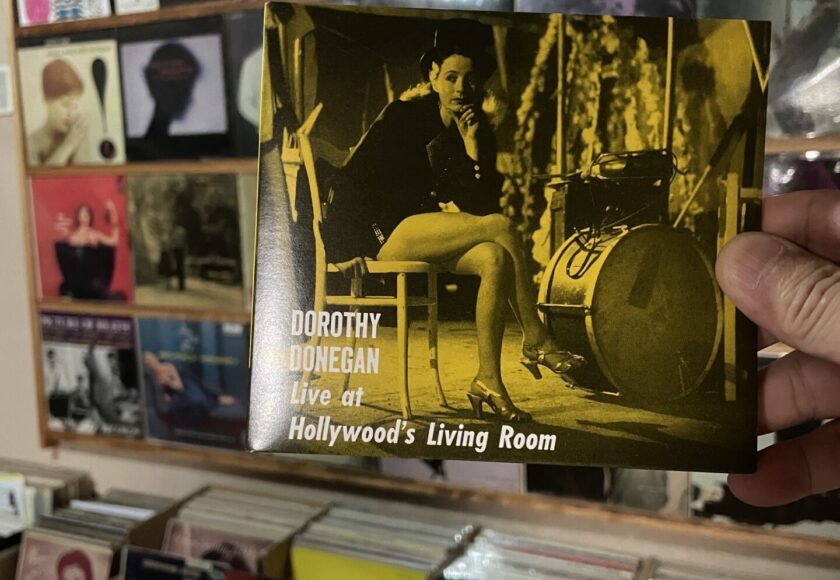 DOROTHY
DONEGAN
Live at
Hollywood's Living Room